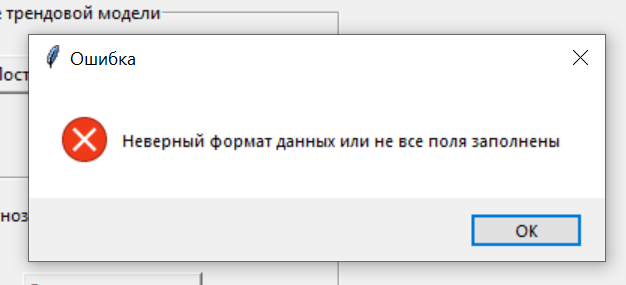 трендовой модели
Ошибка
Неверный формат данных или не все поля заполнены
OK